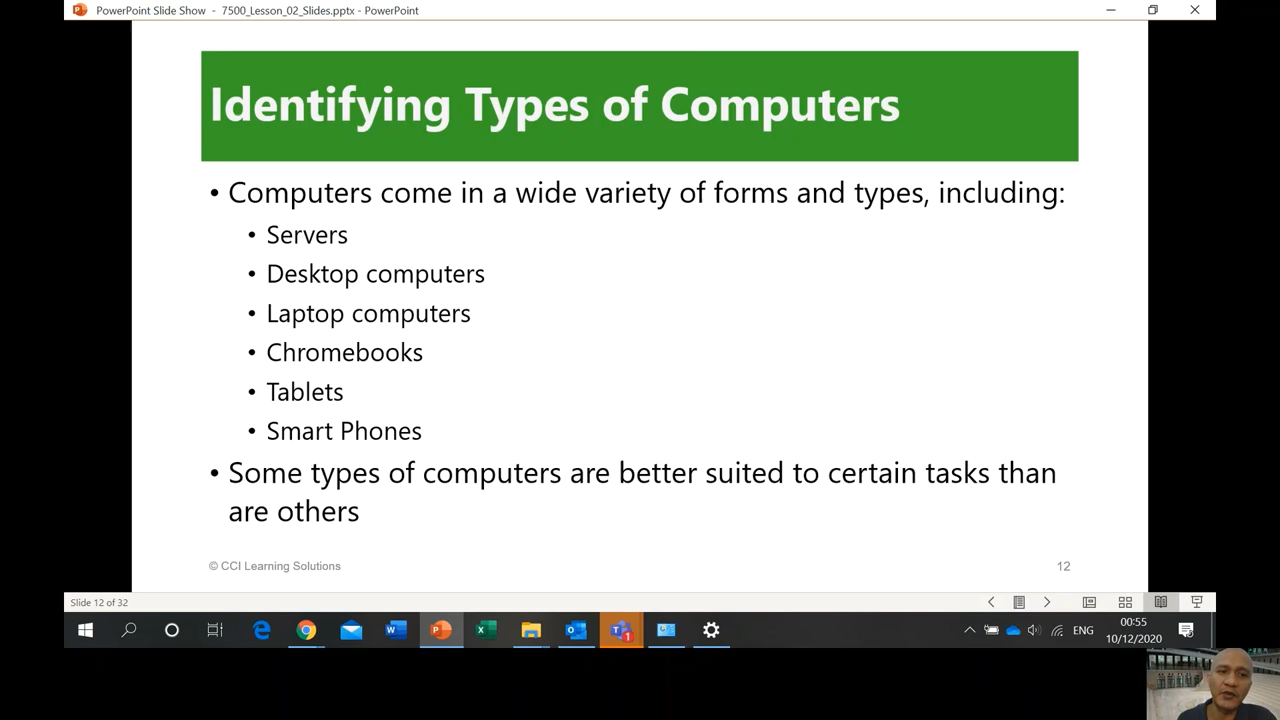 PowerPoint Slide Show - 7500_Lesson_02_Slides.pptx - PowerPoint
Identifying Types of Computers
• Computers come in a wide variety of forms and types, including:
• Servers
• Desktop computers
• Laptop computers
• Chromebooks
• Tablets
• Smart Phones
• Some types of computers are better suited to certain tasks than
are others
© CCI Learning Solutions
12
Slide 12 of 32
ENG
00:55
10/12/2020
1